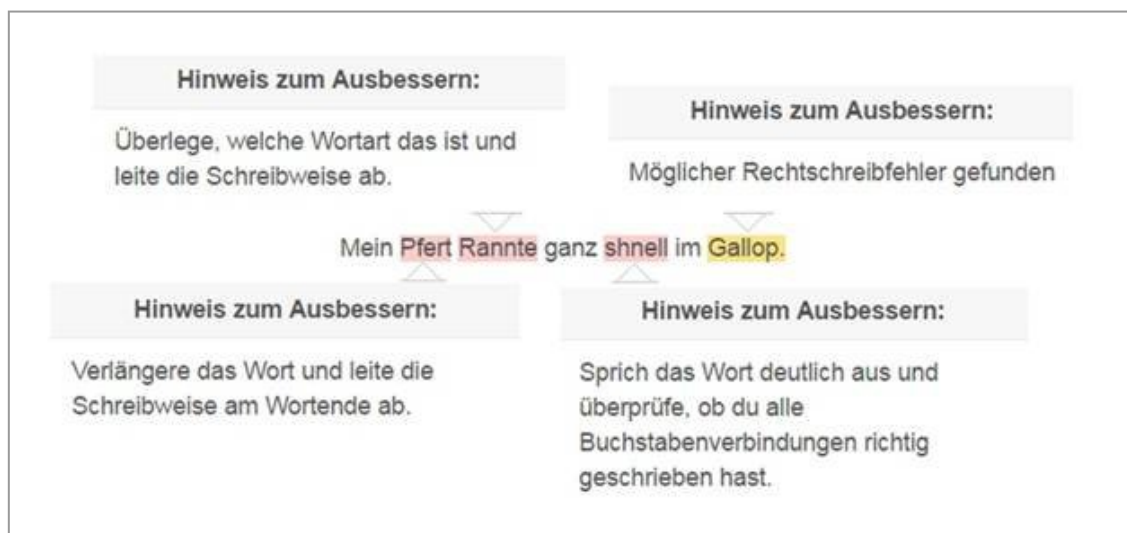 Hinweis zum Ausbessern:
Überlege, welche Wortart das ist und
leite die Schreibweise ab.
Hinweis zum Ausbessern:
Möglicher Rechtschreibfehler gefunden
Mein Pfert Rannte ganz shnell im Gallop.
Hinweis zum Ausbessern:
Verlängere das Wort und leite die
Schreibweise am Wortende ab.
Hinweis zum Ausbessern:
Sprich das Wort deutlich aus und
überprüfe, ob du alle
Buchstabenverbindungen richtig
geschrieben hast.